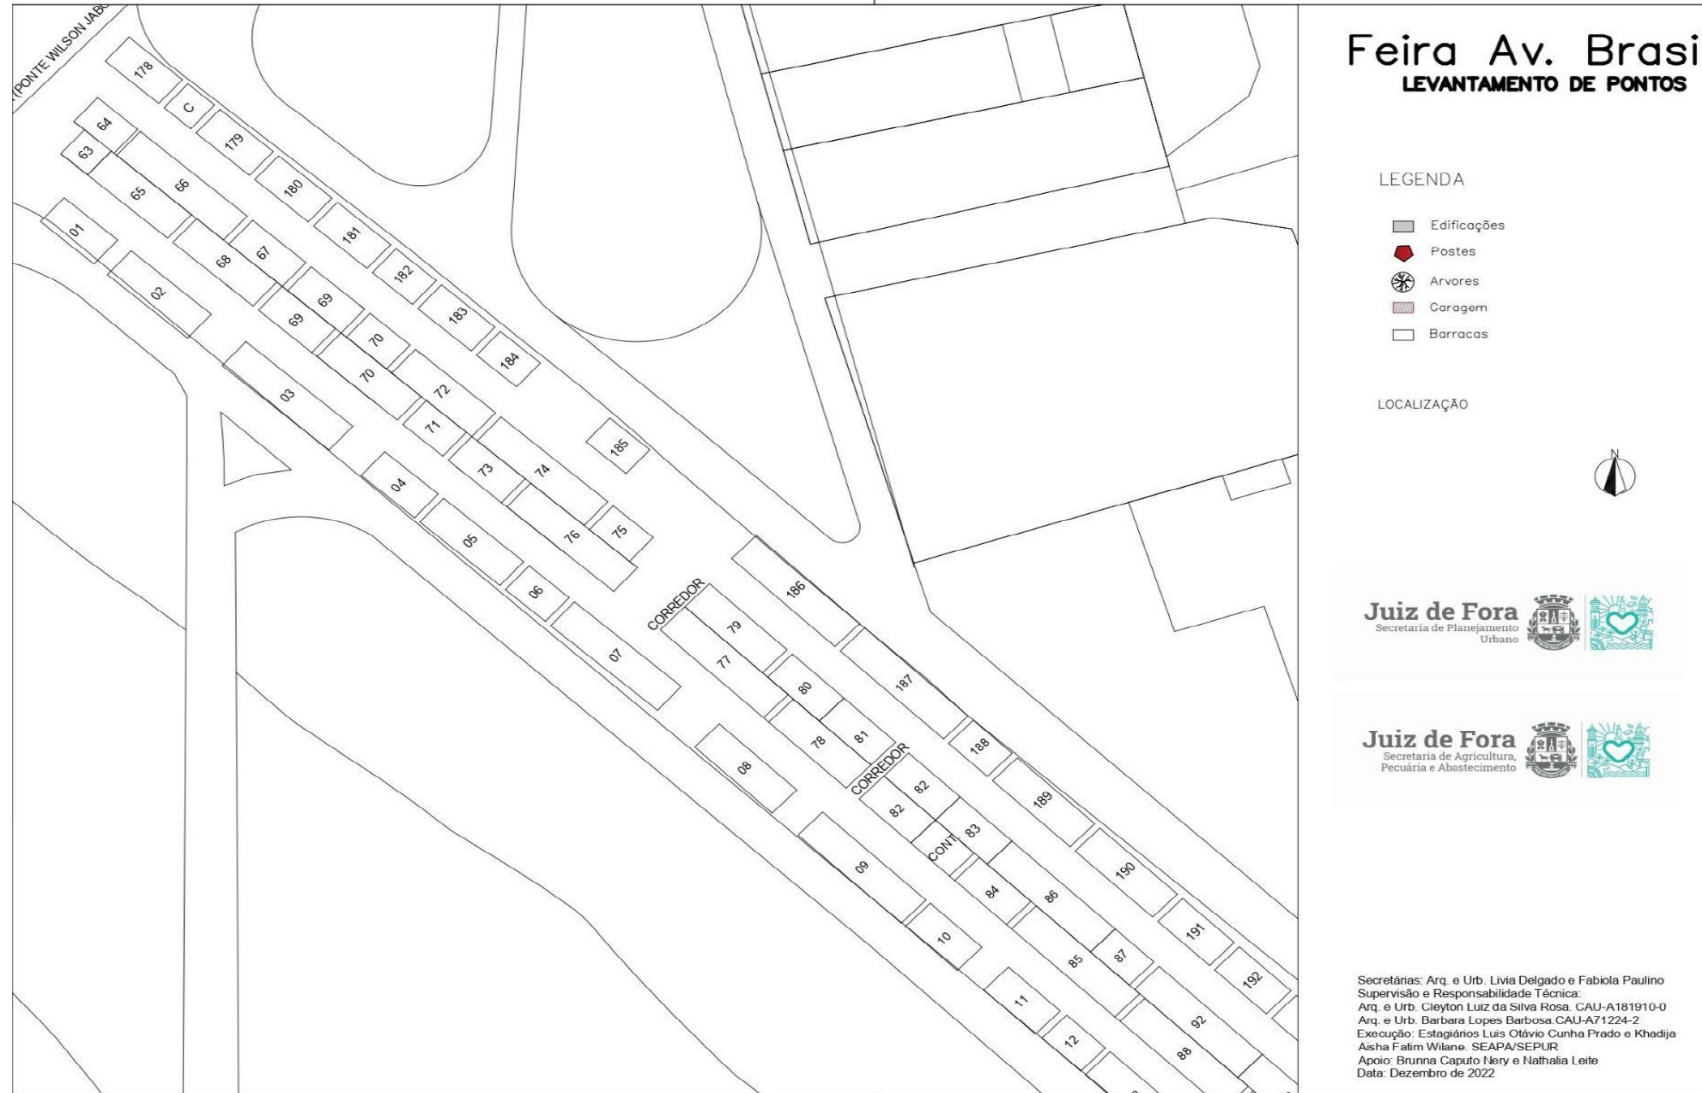 (PONTE WILSON JABO
178
C
179
180
181
182
183
184
185
186
187
188
189
190
191
192
64
63
66
65
67
68
69
69
70
70
72
71
74
73
75
76
CORREDOR
79
77
80
81
78
CORREDOR
82
82
83
CONT.
84
86
85
87
92
88
01
02
03
04
05
06
07
08
09
10
11
12
Feira Av. Brasi
LEVANTAMENTO DE PONTOS
LEGENDA
Edificações
Postes
Arvores
Garagem
Barracas
LOCALIZAÇÃO
N
Juiz de Fora
Secretaria de Planejamento
Urbano
Juiz de Fora
Secretaria de Agricultura,
Pecuária e Abastecimento
Secretárias: Arq. e Urb. Livia Delgado e Fabiola Paulino
Supervisão e Responsabilidade Técnica:
Arq. e Urb. Cleyton Luiz da Silva Rosa. CAU-A181910-0
Arq. e Urb. Barbara Lopes Barbosa.CAU-A71224-2
Execução: Estagiários Luis Otávio Cunha Prado e Khadija
Aisha Fatim Wilane. SEAPA/SEPUR
Apoio: Brunna Caputo Nery e Nathalia Leite
Data: Dezembro de 2022